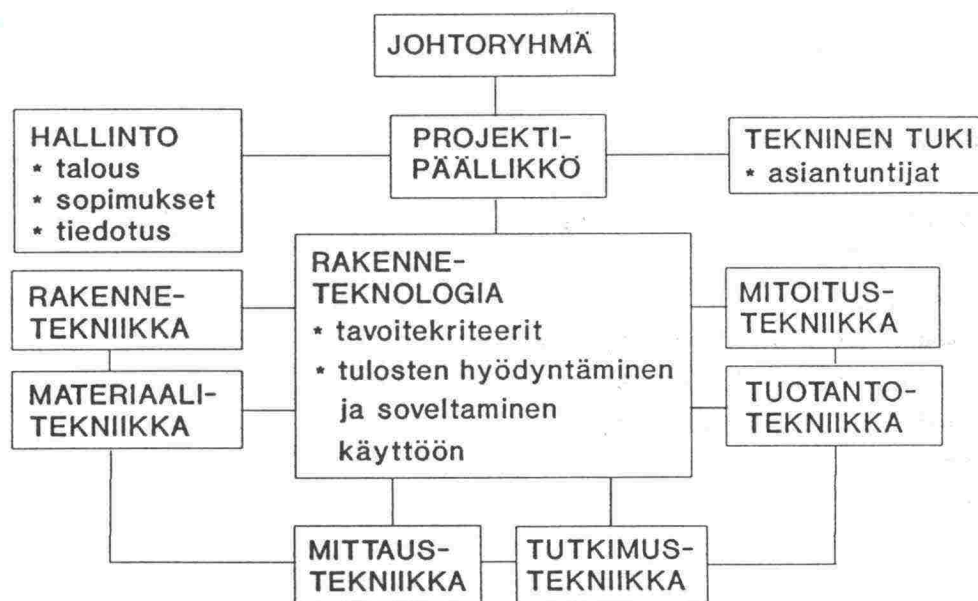 JOHTORYHMÄ
HALLINTO
* talous
* sopimukset
* tiedotus
PROJEKTI-
PÄÄLLIKKÖ
TEKNINEN TUKI
* asiantuntijat
RAKENNE-
TEKNIIKKA
RAKENNE-
TEKNOLOGIA
* tavoitekriteerit
* tulosten hyödyntäminen
ja soveltaminen
käyttöön
MITOITUS-
TEKNIIKKA
MATERIAALI-
TEKNIIKKA
TUOTANTO-
TEKNIIKKA
MITTAUS-
TEKNIIKKA
TUTKIMUS-
TEKNIIKKA